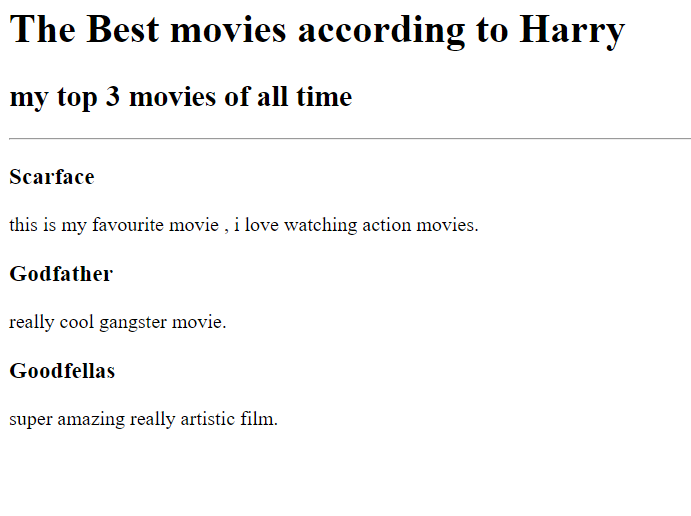 The Best movies according to Harry
my top 3 movies of all time
Scarface
this is my favourite movie , i love watching action movies.
Godfather
really cool gangster movie.
Goodfellas
super amazing really artistic film.